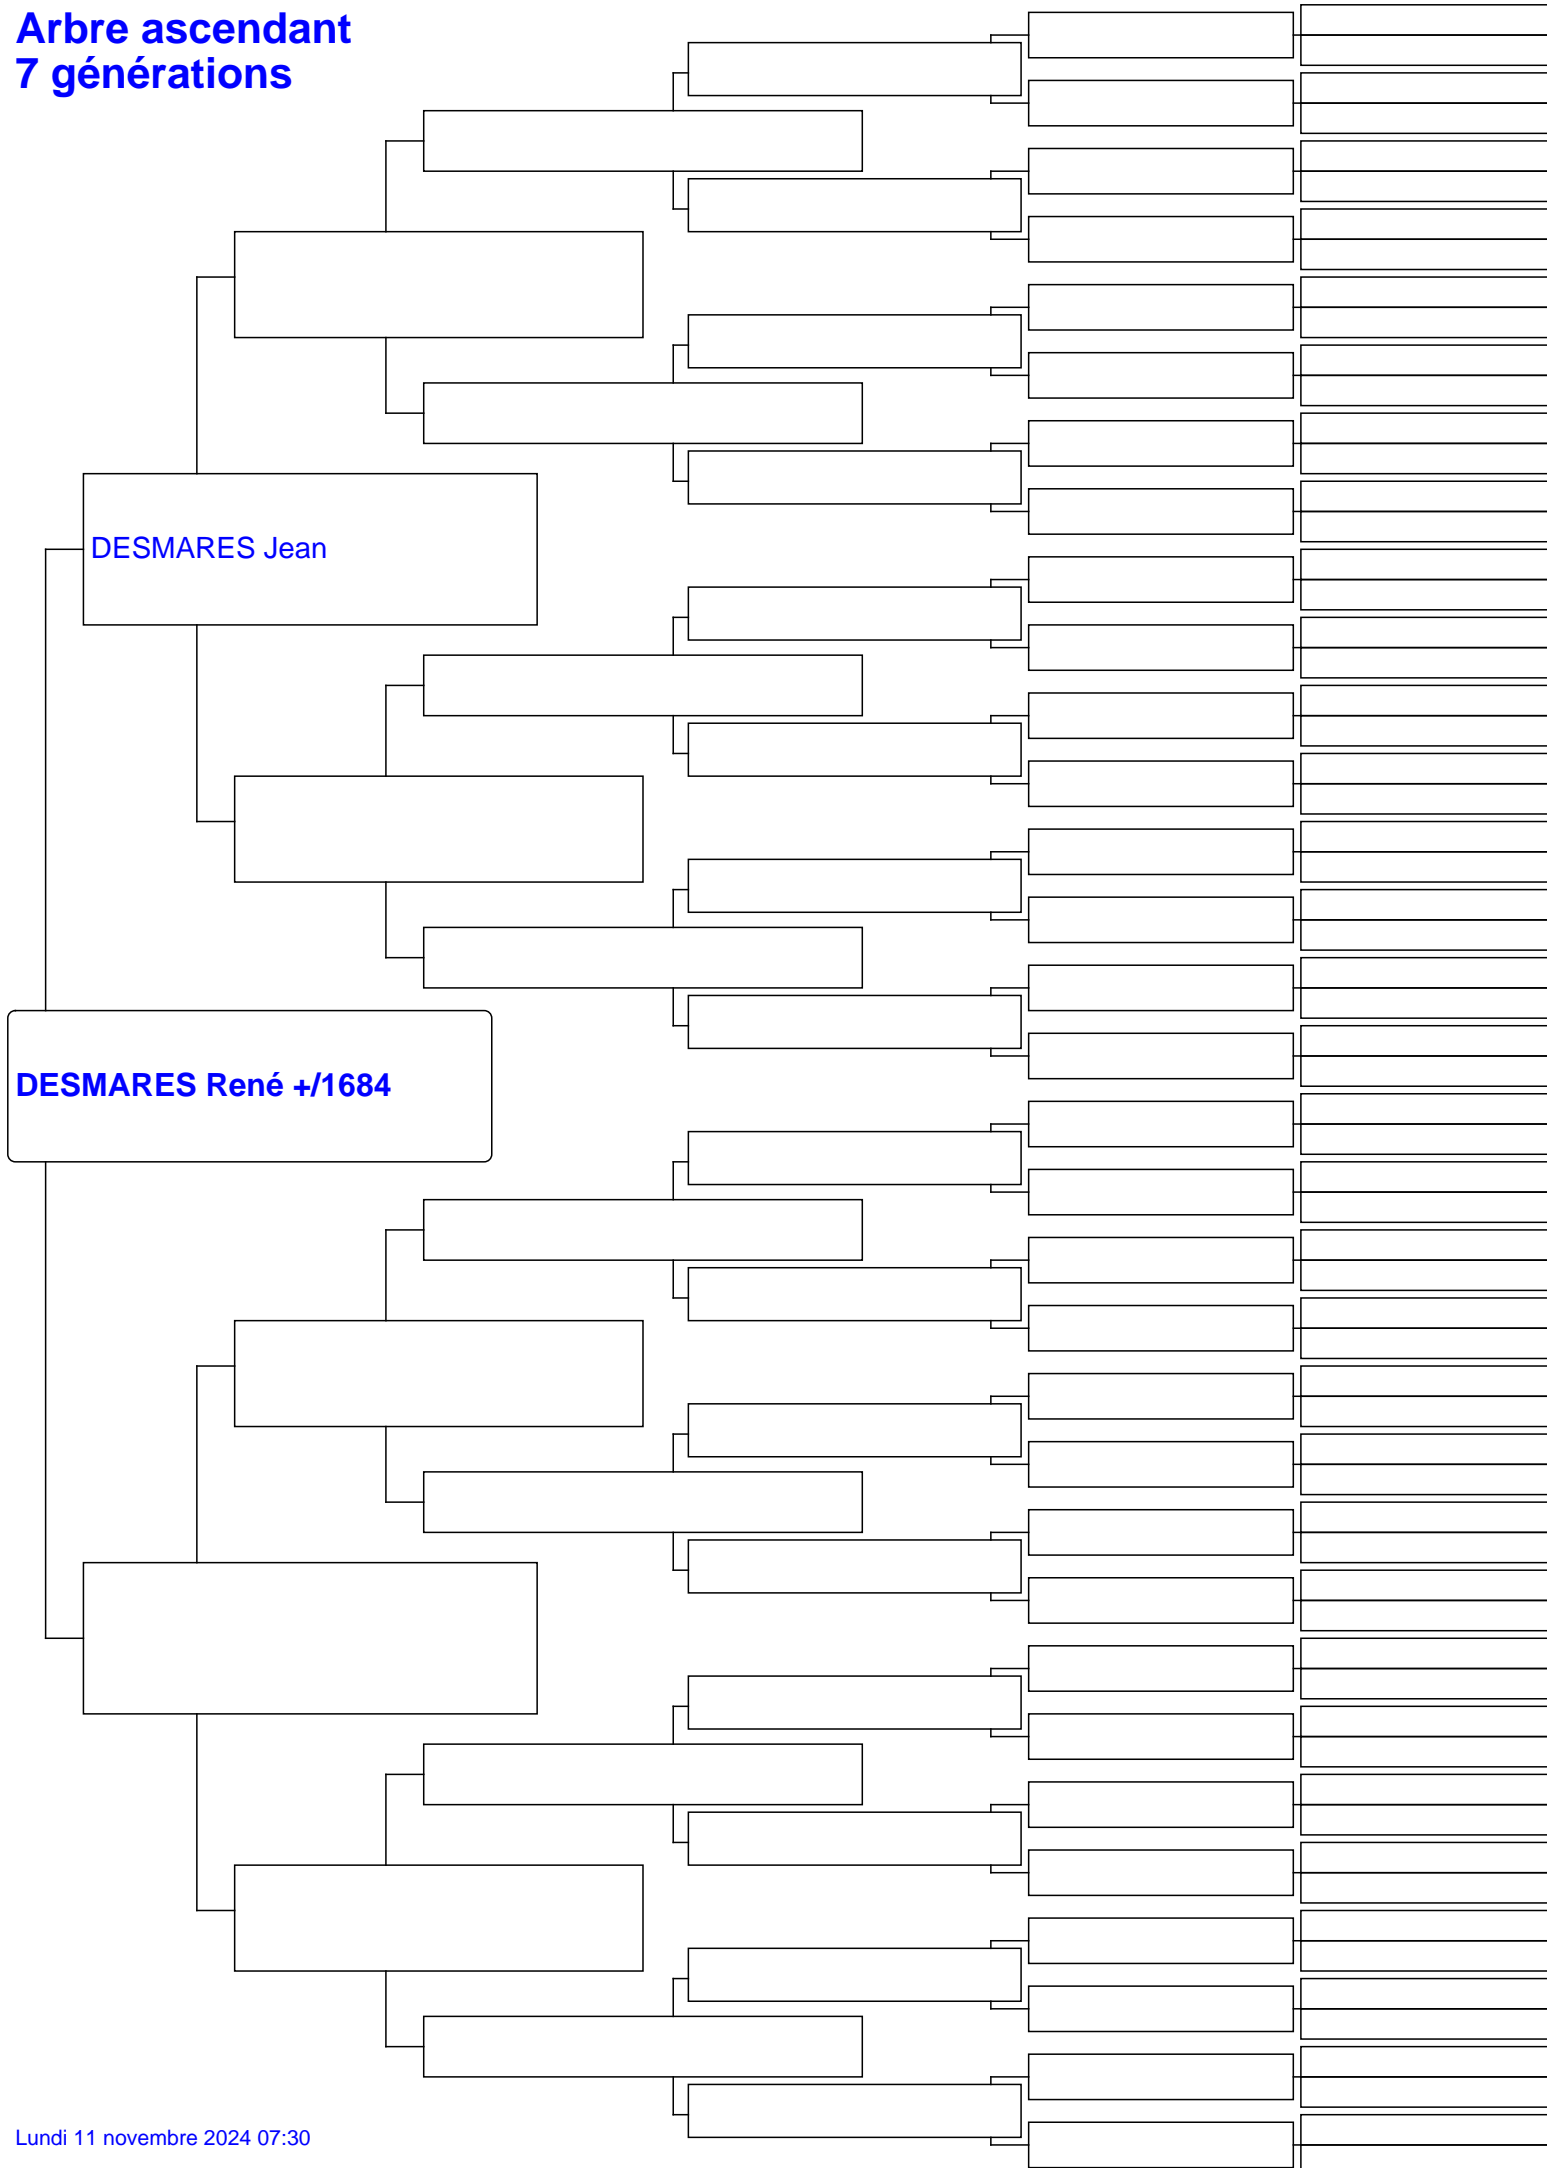 Arbre ascendant
7 générations
DESMARES Jean
DESMARES René +/1684
Lundi 11 novembre 2024 07:30